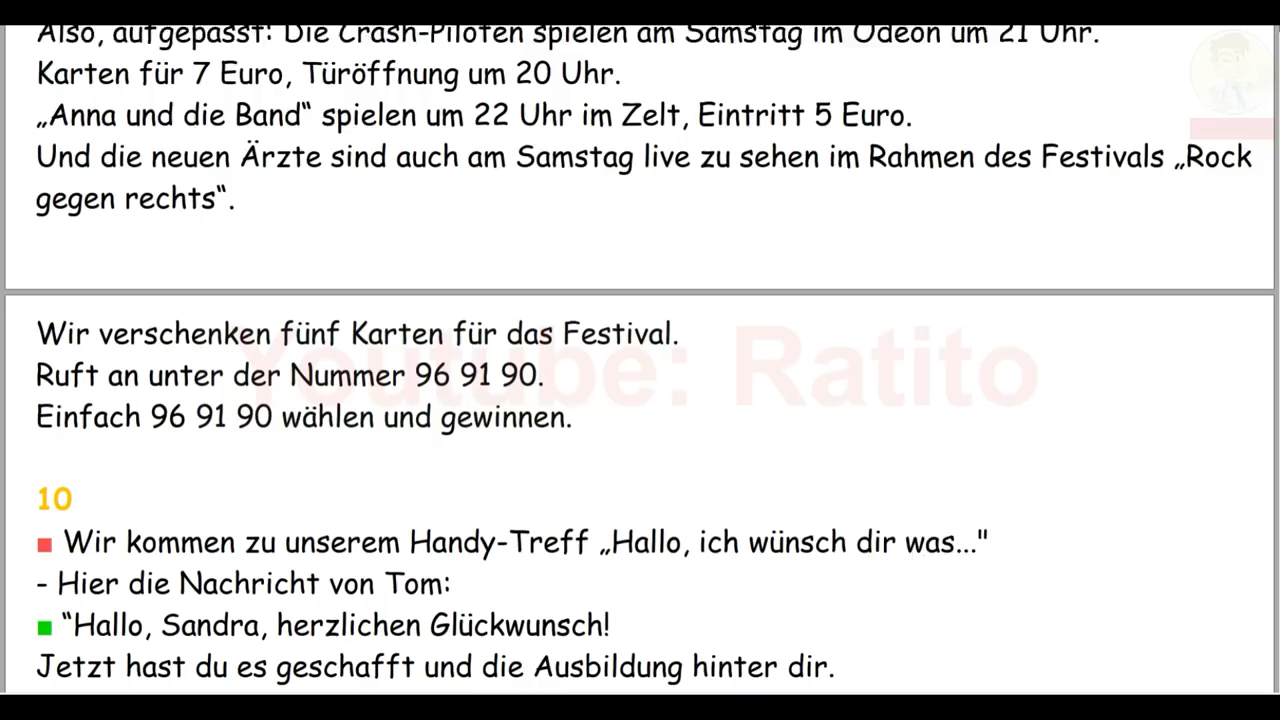 Also, aufgepasst: Die Crash-Piloten spielen am Samstag im Odeon um 21 Uhr.
Karten für 7 Euro, Türöffnung um 20 Uhr.
„Anna und die Band“ spielen um 22 Uhr im Zelt, Eintritt 5 Euro.
Und die neuen Ärzte sind auch am Samstag live zu sehen im Rahmen des Festivals „Rock
gegen rechts“.
Wir verschenken fünf Karten für das Festival.
Youtube: Ratito
Ruft an unter der Nummer 96 91 90.
Einfach 96 91 90 wählen und gewinnen.
10
■ Wir kommen zu unserem Handy-Treff „Hallo, ich wünsch dir was..."
- Hier die Nachricht von Tom:
■ “Hallo, Sandra, herzlichen Glückwunsch!
Jetzt hast du es geschafft und die Ausbildung hinter dir.